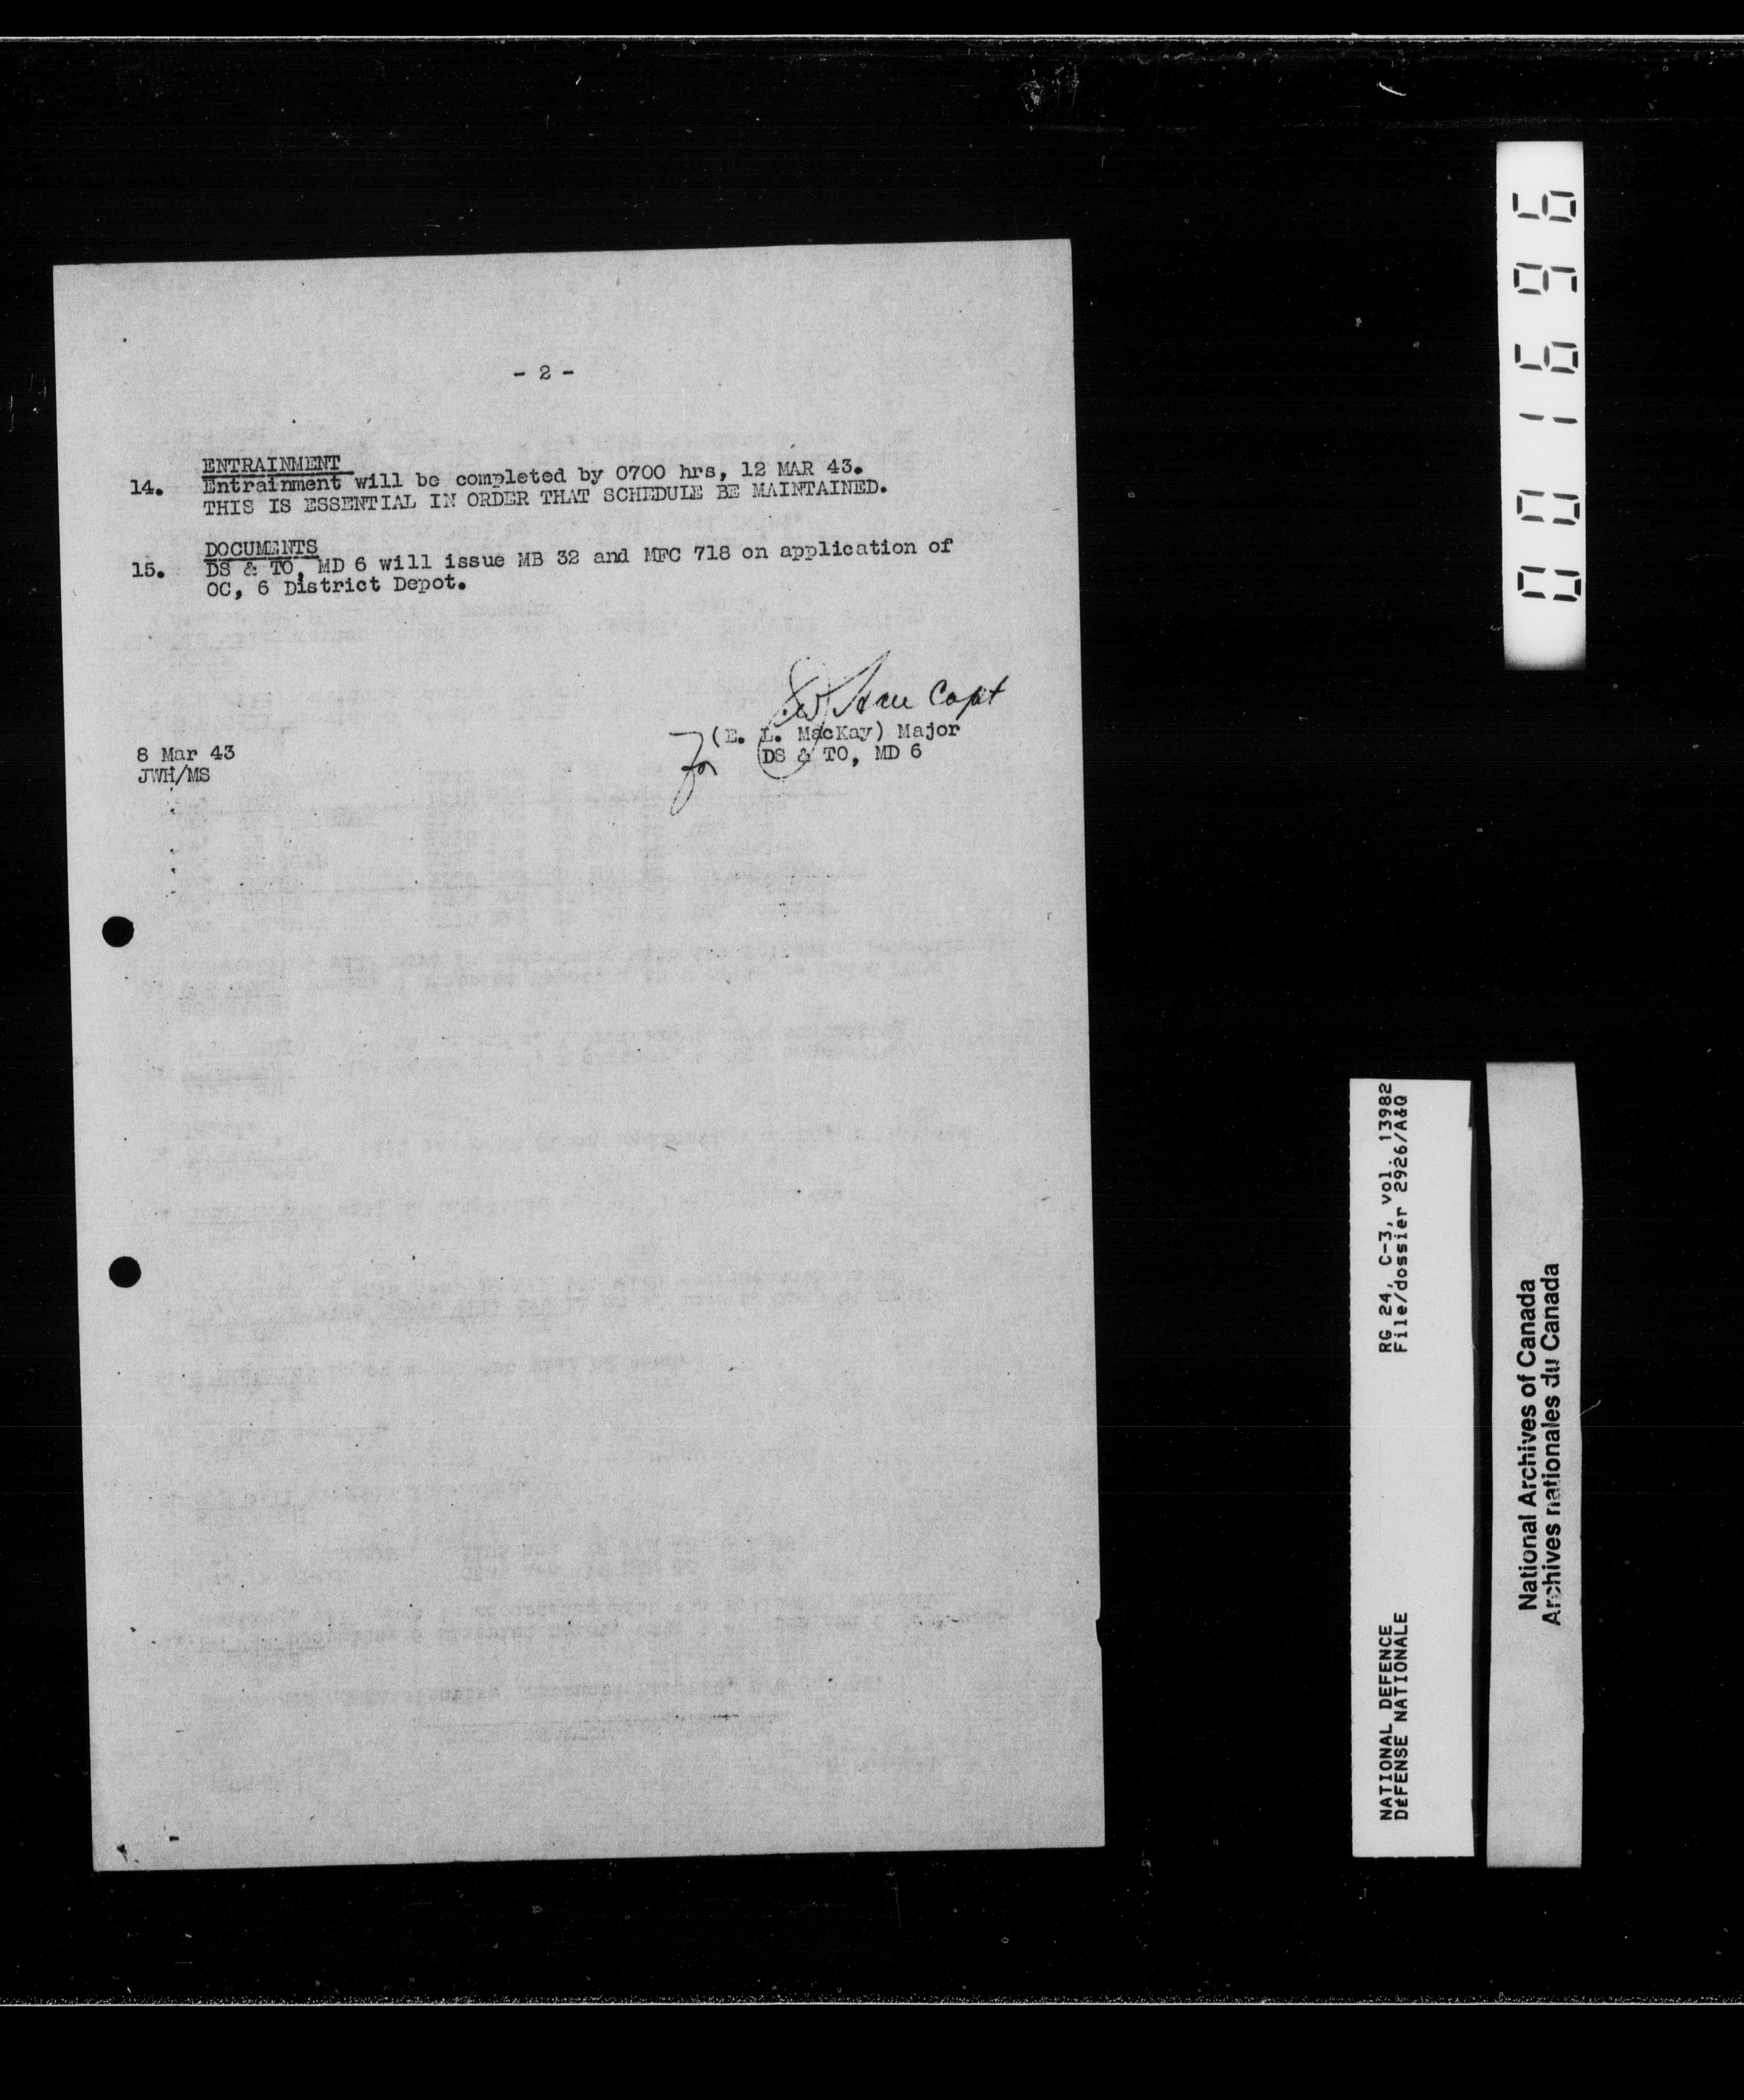 - 2 -
ENTRAINMENT
14. Entrainment will be completed by 0700 hrs, 12 MAR 43.
THIS IS ESSENTIAL IN ORDER THAT SCHEDULE BE MAINTAINED.
DOCUMENTS
15. DS & TO, MD 6 will issue MB 32 and MFC 718 on application of
OC, 6 District Depot.
Capt
for (E. L. MacKay) Major
DS & TO, MD 6
8 Mar 43
JWH/MS
001696
RG 24, C-3, vol. 13982
File/dossier 2926/A&Q
NATIONAL DEFENCE
DÉFENSE NATIONALE
National Archives of Canada
Archives nationales du Canada